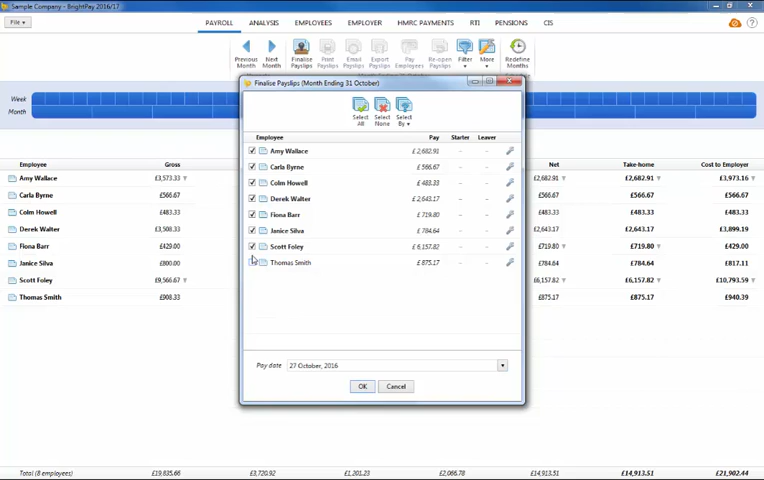 Sample Company - BrightPay 2016/17
File
PAYROLL ANALYSIS EMPLOYEES EMPLOYER HMRC PAYMENTS RTI PENSIONS CIS
Previous Month Next Month Finalise Payslips Print Payslips Email Payslips Export Payslips Pay Employees Re-open Payslips Filter More Redefine Months
Finalise Payslips (Month Ending 31 October)
Week
Month
Select All Select None Select By
Employee Pay Starter Leaver
Amy Wallace £ 2,682.91 – –
Carla Byrne £ 566.67 – –
Colm Howell £ 483.33 – –
Derek Walter £ 2,643.17 – –
Fiona Barr £ 719.80 – –
Janice Silva £ 784.64 – –
Scott Foley £ 6,157.82 – –
Thomas Smith £ 875.17 – –
Pay date 27 October, 2016
OK Cancel
Employee Gross Net Take-home Cost to Employer
Amy Wallace £3,573.33 £2,682.91 £2,682.91 £3,973.16
Carla Byrne £566.67 £566.67 £566.67 £566.67
Colm Howell £483.33 £483.33 £483.33 £483.33
Derek Walter £3,508.33 £2,643.17 £2,643.17 £3,899.19
Fiona Barr £429.00 £719.80 £719.80 £429.00
Janice Silva £800.00 £784.64 £784.64 £817.11
Scott Foley £9,566.67 £6,157.82 £6,157.82 £10,793.59
Thomas Smith £908.33 £875.17 £875.17 £940.39
Total (8 employees) £19,835.66 £3,720.92 £1,201.23 £2,066.78 £14,913.51 £14,913.51 £21,902.44